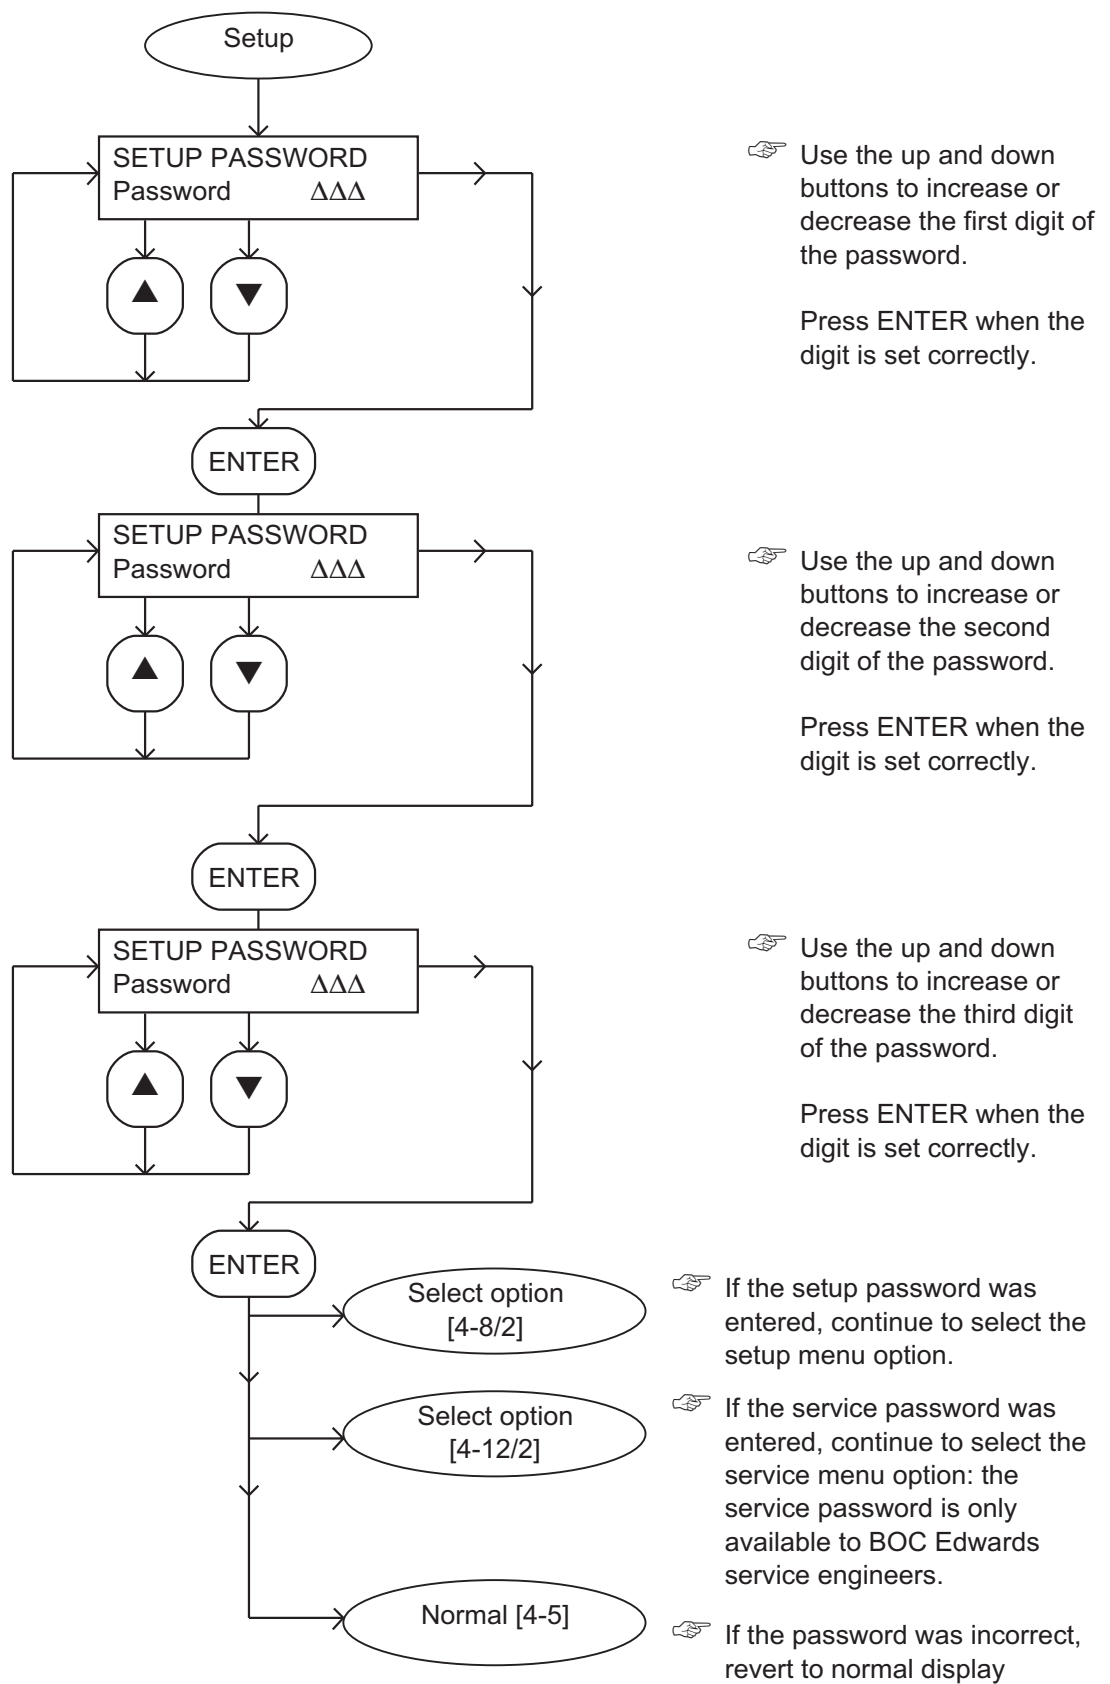 Setup
SETUP PASSWORD
Password ΔΔΔ
▲ ▼
☞ Use the up and down
buttons to increase or
decrease the first digit of
the password.
Press ENTER when the
digit is set correctly.
ENTER
SETUP PASSWORD
Password ΔΔΔ
▲ ▼
☞ Use the up and down
buttons to increase or
decrease the second
digit of the password.
Press ENTER when the
digit is set correctly.
ENTER
SETUP PASSWORD
Password ΔΔΔ
▲ ▼
☞ Use the up and down
buttons to increase or
decrease the third digit
of the password.
Press ENTER when the
digit is set correctly.
ENTER
Select option
[4-8/2]
☞ If the setup password was
entered, continue to select the
setup menu option.
Select option
[4-12/2]
☞ If the service password was
entered, continue to select the
service menu option: the
service password is only
available to BOC Edwards
service engineers.
Normal [4-5]
☞ If the password was incorrect,
revert to normal display